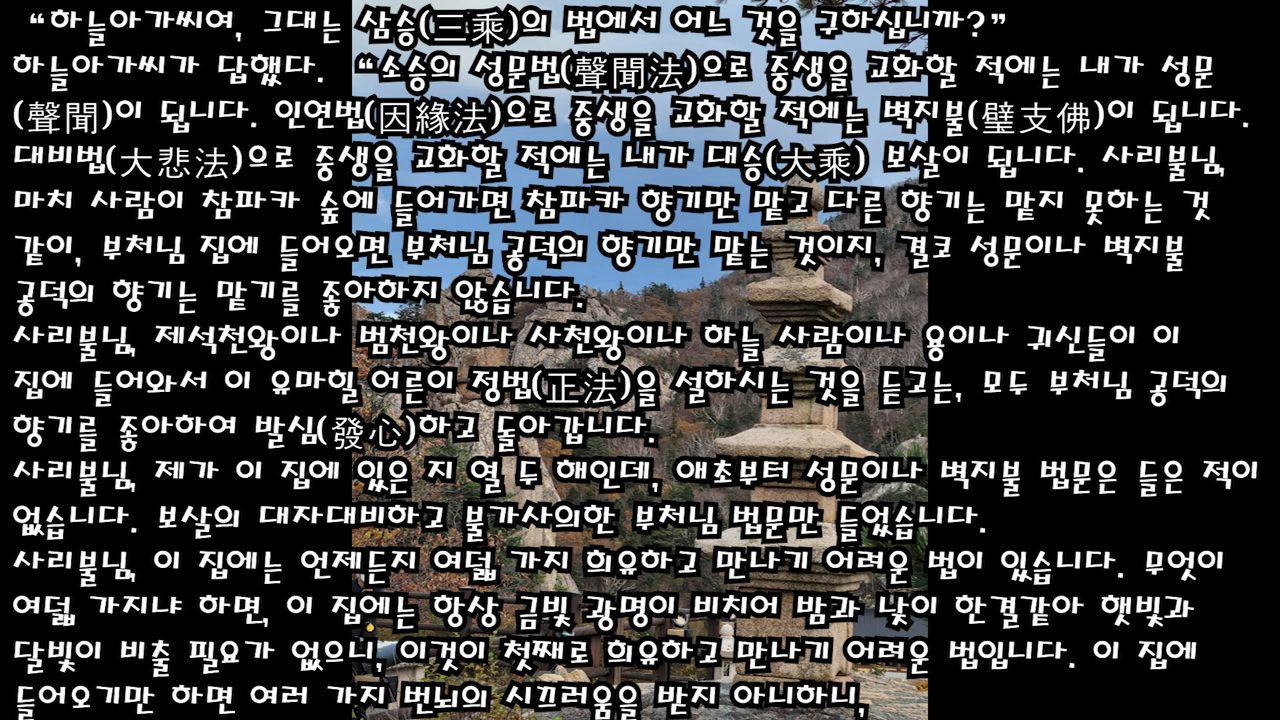 “하늘아가씨여, 그대는 삼승(三乘)의 법에서 어느 것을 구하십니까?”
하늘아가씨가 답했다. “소승의 성문법(聲聞法)으로 중생을 교화할 적에는 내가 성문
(聲聞)이 됩니다. 인연법(因緣法)으로 중생을 교화할 적에는 벽지불(璧支佛)이 됩니다.
대비법(大悲法)으로 중생을 교화할 적에는 내가 대승(大乘) 보살이 됩니다. 사리불님,
마치 사람이 참파카 숲에 들어가면 참파카 향기만 맡고 다른 향기는 맡지 못하는 것
같이, 부처님 집에 들어오면 부처님 공덕의 향기만 맡는 것이지, 결코 성문이나 벽지불
공덕의 향기는 맡기를 좋아하지 않습니다.
사리불님, 제석천왕이나 범천왕이나 사천왕이나 하늘 사람이나 용이나 귀신들이 이
집에 들어와서 이 유마힐 어른이 정법(正法)을 설하시는 것을 듣고는, 모두 부처님 공덕의
향기를 좋아하여 발심(發心)하고 돌아갑니다.
사리불님, 제가 이 집에 있은 지 열 두 해인데, 애초부터 성문이나 벽지불 법문은 들은 적이
없습니다. 보살의 대자대비하고 불가사의한 부처님 법문만 들었습니다.
사리불님, 이 집에는 언제든지 여덟 가지 희유하고 만나기 어려운 법이 있습니다. 무엇이
여덟 가지냐 하면, 이 집에는 항상 금빛 광명이 비치어 밤과 낮이 한결같아 햇빛과
달빛이 비출 필요가 없으니, 이것이 첫째로 희유하고 만나기 어려운 법입니다. 이 집에
들어오기만 하면 여러 가지 번뇌의 시끄러움을 받지 아니하니,